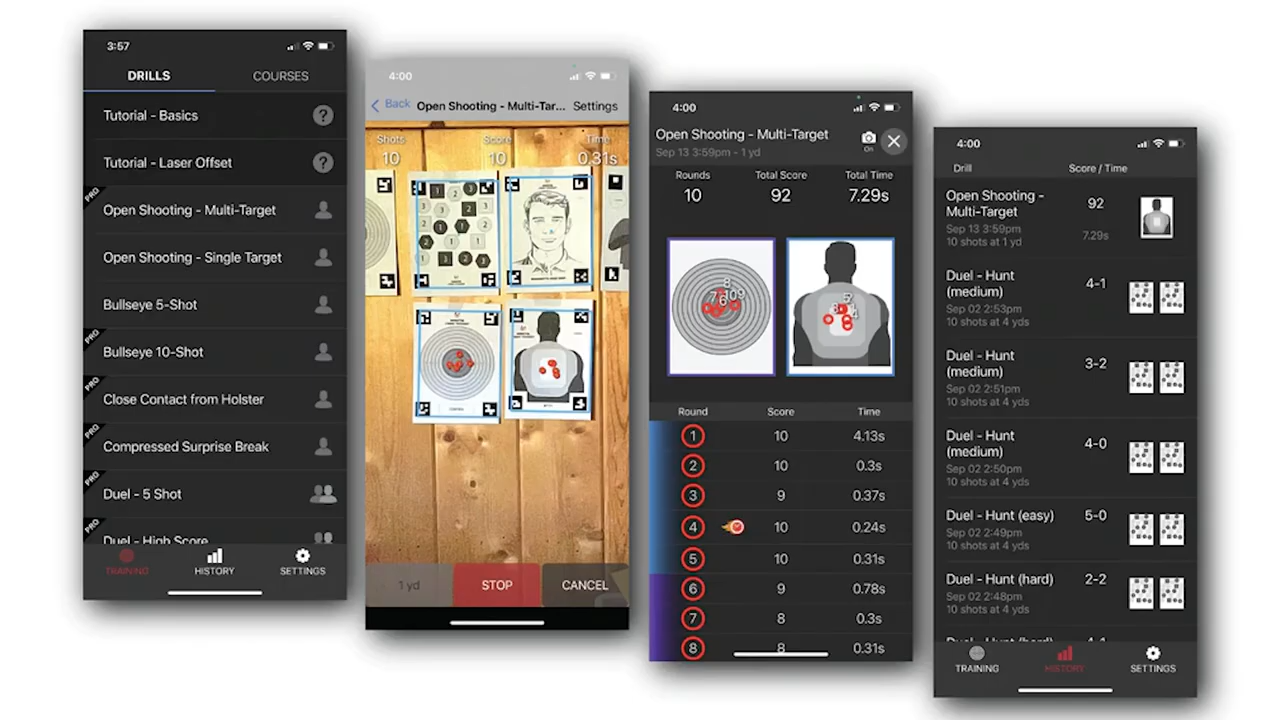 3:57
DRILLS COURSES
Tutorial - Basics ?
Tutorial - Laser Offset ?
PRO
Open Shooting - Multi-Target
Open Shooting - Single Target
Bullseye 5-Shot
PRO
Bullseye 10-Shot
PRO
Close Contact from Holster
PRO
Compressed Surprise Break
PRO
Duel - 5 Shot
PRO
Duel - High Score
TRAINING HISTORY SETTINGS
4:00
Back Open Shooting - Multi-Tar... Settings
Shots Score Time
10 10 0.31s
1 yd STOP CANCEL
4:00
Open Shooting - Multi-Target
On
Sep 13 3:59pm - 1 yd
Rounds Total Score Total Time
10 92 7.29s
Round Score Time
1 10 4.13s
2 10 0.3s
3 9 0.37s
4 10 0.24s
5 10 0.31s
6 9 0.78s
7 8 0.3s
8 8 0.31s
4:00
Drill Score / Time
Open Shooting -
Multi-Target
92
Sep 13 3:59pm
7.29s
10 shots at 1 yd
Duel - Hunt
(medium)
4-1
Sep 02 2:53pm
10 shots at 4 yds
Duel - Hunt
(medium)
3-2
Sep 02 2:51pm
10 shots at 4 yds
Duel - Hunt
(medium)
4-0
Sep 02 2:50pm
10 shots at 4 yds
Duel - Hunt (easy) 5-0
Sep 02 2:49pm
10 shots at 4 yds
Duel - Hunt (hard) 2-2
Sep 02 2:48pm
10 shots at 4 yds
TRAINING HISTORY SETTINGS